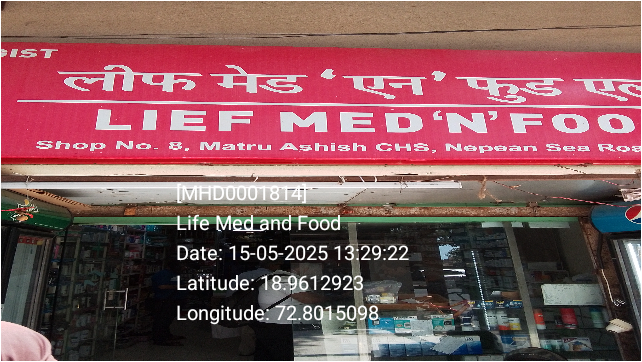 IST
लीफ मेड ‘एन’ फुड एल
LIEF MED‘N’FOO
Shop No. 8, Matru Ashish CHS, Nepean Sea Roa
[MHD0001814]
Life Med and Food
Date: 15-05-2025 13:29:22
Latitude: 18.9612923
Longitude: 72.8015098